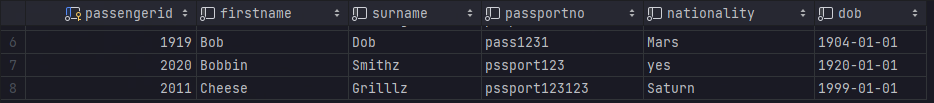 passengerid firstname surname passportno nationality dob
6 1919 Bob Dob pass1231 Mars 1904-01-01
7 2020 Bobbin Smithz pssport123 yes 1920-01-01
8 2011 Cheese Grilllz pssport123123 Saturn 1999-01-01